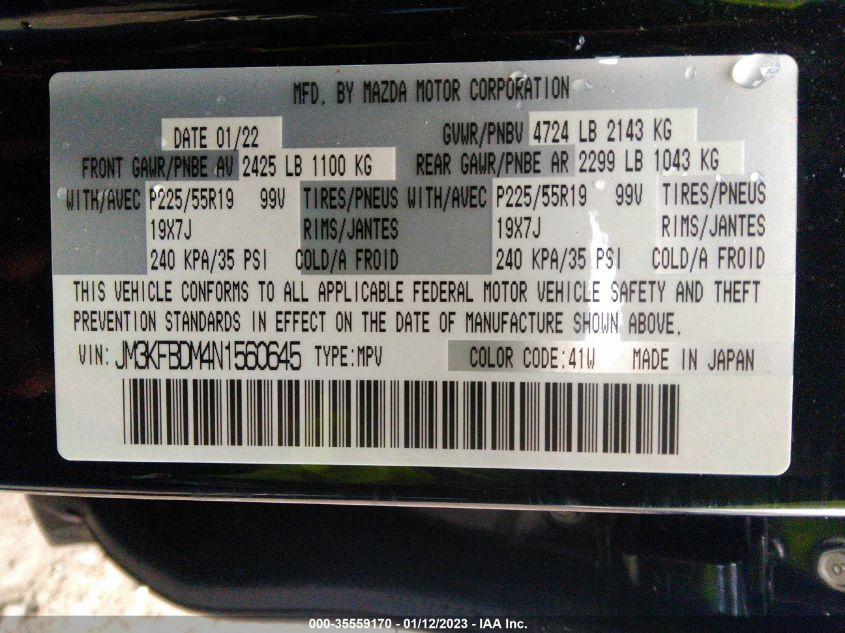 MFD. BY MAZDA MOTOR CORPORATION
DATE 01/22 GVWR/PNBV 4724 LB 2143 KG
FRONT GAWR/PNBE AV 2425 LB 1100 KG REAR GAWR/PNBE AR 2299 LB 1043 KG
WITH/AVEC P225/55R19 99V TIRES/PNEUS WITH/AVEC P225/55R19 99V TIRES/PNEUS
19X7J RIMS/JANTES 19X7J RIMS/JANTES
240 KPA/35 PSI COLD/A FROID 240 KPA/35 PSI COLD/A FROID
THIS VEHICLE CONFORMS TO ALL APPLICABLE FEDERAL MOTOR VEHICLE SAFETY AND THEFT
PREVENTION STANDARDS IN EFFECT ON THE DATE OF MANUFACTURE SHOWN ABOVE.
VIN: JM3KFBDM4N1560645 TYPE:MPV COLOR CODE:41W MADE IN JAPAN
000-35559170 - 01/12/2023 - IAA Inc.